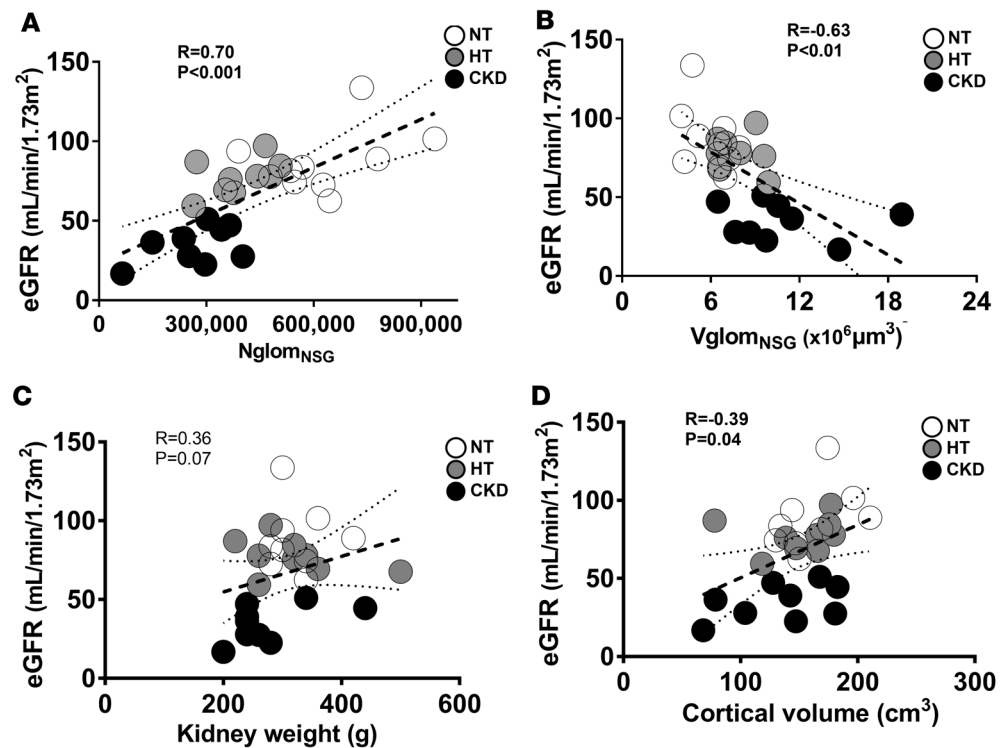 A
R=0.70
P<0.001
NT
HT
CKD
eGFR (mL/min/1.73m²)
150
100
50
0
0 300,000 600,000 900,000
Nglom_NSG
B
R=-0.63
P<0.01
NT
HT
CKD
eGFR (mL/min/1.73m²)
150
100
50
0
0 6 12 18 24
Vglom_NSG (x10⁶µm³)
C
R=0.36
P=0.07
NT
HT
CKD
eGFR (mL/min/1.73m²)
150
100
50
0
0 200 400 600
Kidney weight (g)
D
R=-0.39
P=0.04
NT
HT
CKD
eGFR (mL/min/1.73m²)
150
100
50
0
0 100 200 300
Cortical volume (cm³)